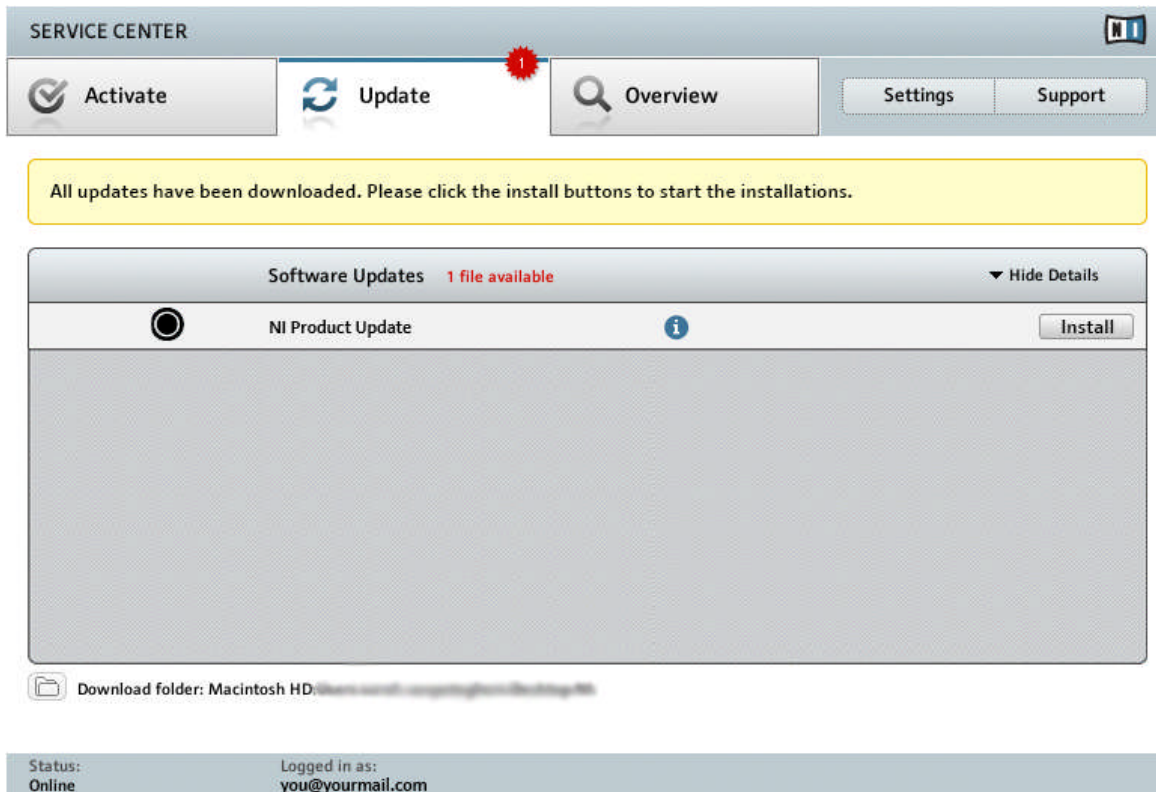 SERVICE CENTER
NI
Activate
Update
1
Overview
Settings
Support
All updates have been downloaded. Please click the install buttons to start the installations.
Software Updates 1 file available
Hide Details
NI Product Update
i
Install
Download folder: Macintosh HD:
Status:
Logged in as:
Online
you@yourmail.com